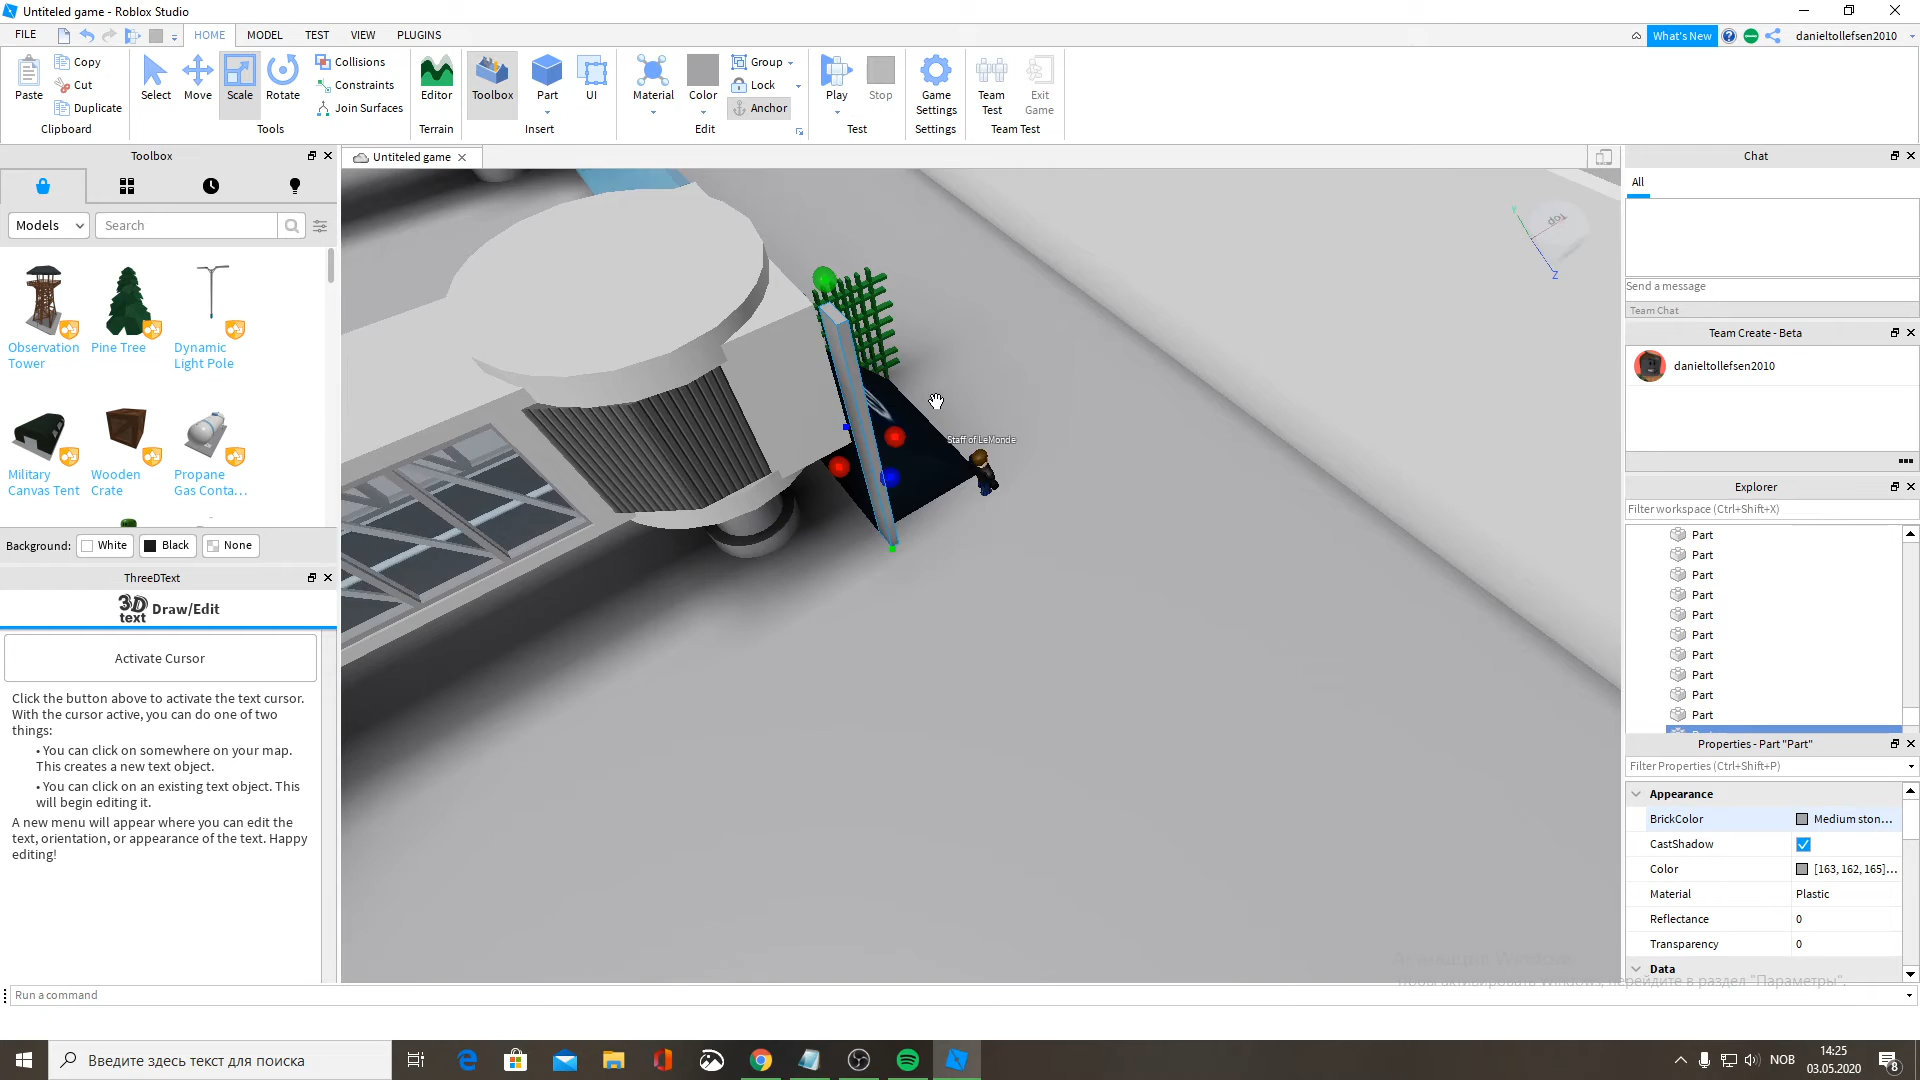 Untiteled game - Roblox Studio
FILE HOME MODEL TEST VIEW PLUGINS What's New danieltollefsen2010
Paste Copy Cut Duplicate Clipboard
Select Move Scale Rotate Collisions Constraints Join Surfaces Tools
Editor Terrain
Toolbox Part UI Insert
Material Color Group Lock Anchor Edit
Play Stop Test
Game Settings Settings
Team Test Exit Game Team Test
Toolbox
Models Search
Observation Tower
Pine Tree
Dynamic Light Pole
Military Canvas Tent
Wooden Crate
Propane Gas Conta...
Background: White Black None
ThreeDText
3D text Draw/Edit
Activate Cursor
Click the button above to activate the text cursor.
With the cursor active, you can do one of two
things:
• You can click on somewhere on your map.
This creates a new text object.
• You can click on an existing text object. This
will begin editing it.
A new menu will appear where you can edit the
text, orientation, or appearance of the text. Happy
editing!
Untiteled game
Y Top
Z
Staff of LeMonde
Chat
All
Send a message
Team Chat
Team Create - Beta
danieltollefsen2010
Explorer
Filter workspace (Ctrl+Shift+X)
Part
Part
Part
Part
Part
Part
Part
Part
Part
Part
Properties - Part "Part"
Filter Properties (Ctrl+Shift+P)
Appearance
BrickColor Medium ston...
CastShadow
Color [163, 162, 165]...
Material Plastic
Reflectance 0
Transparency 0
Data
Активация Windows
Чтобы активировать Windows, перейдите в раздел "Параметры".
Run a command
Введите здесь текст для поиска
NOB 14:25
03.05.2020
8